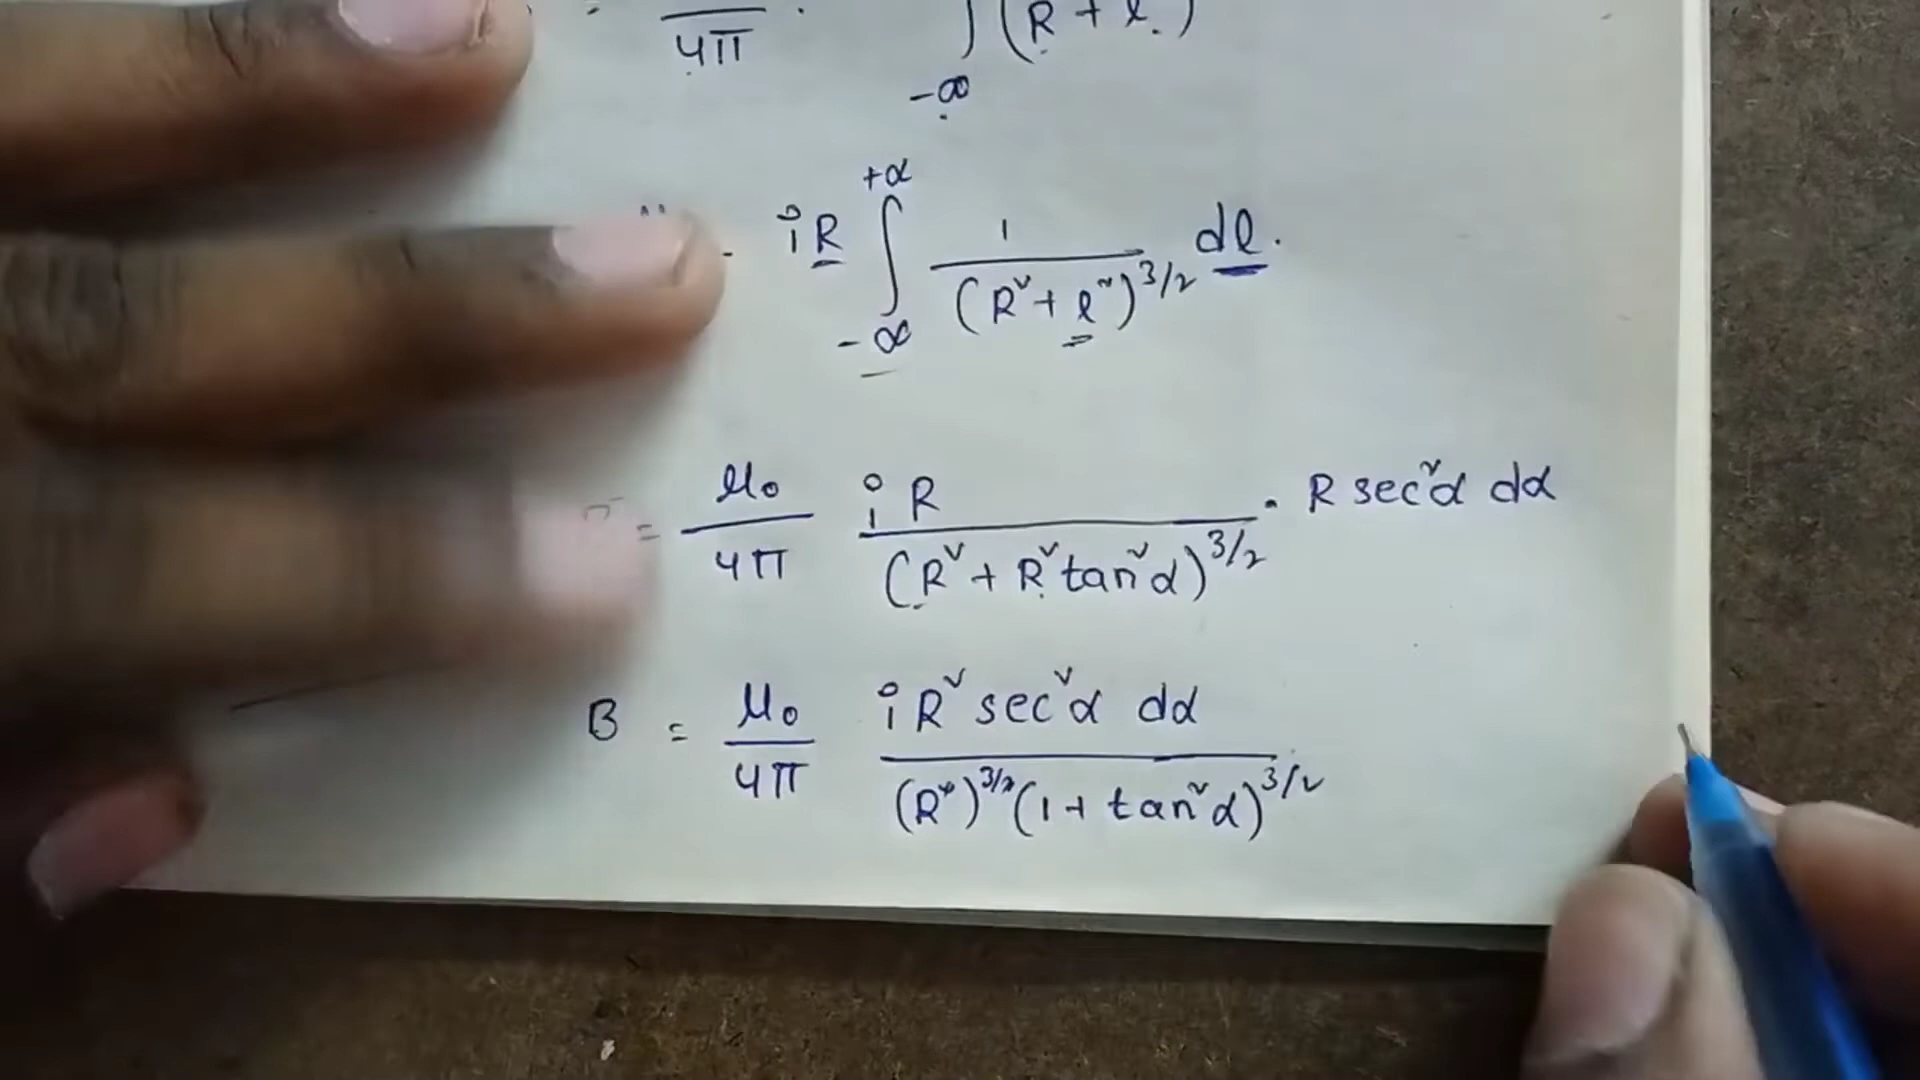 4π ∫ (R + l )
-∞
+α
iR ∫ 1 / (R² + l²)^3/2 dl.
-∞
= μ₀/4π iR / (R² + R² tan²α)^3/2 . R sec²α dα
B = μ₀/4π iR² sec²α dα / (R²)^3/2 (1 + tan²α)^3/2